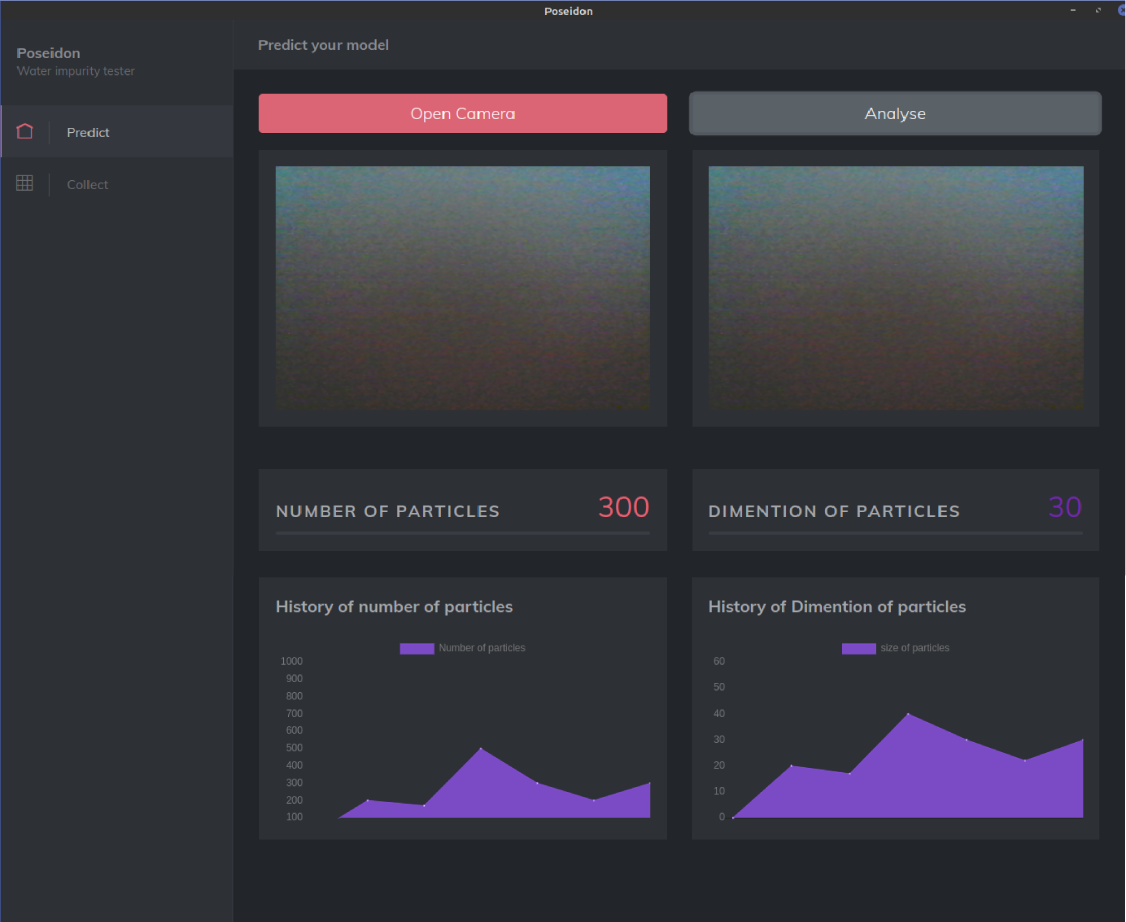 Poseidon
Poseidon
Water impurity tester
Predict
Collect
Predict your model
Open Camera
Analyse
NUMBER OF PARTICLES 300
DIMENTION OF PARTICLES 30
History of number of particles
Number of particles
1000
900
800
700
600
500
400
300
200
100
History of Dimention of particles
size of particles
60
50
40
30
20
10
0